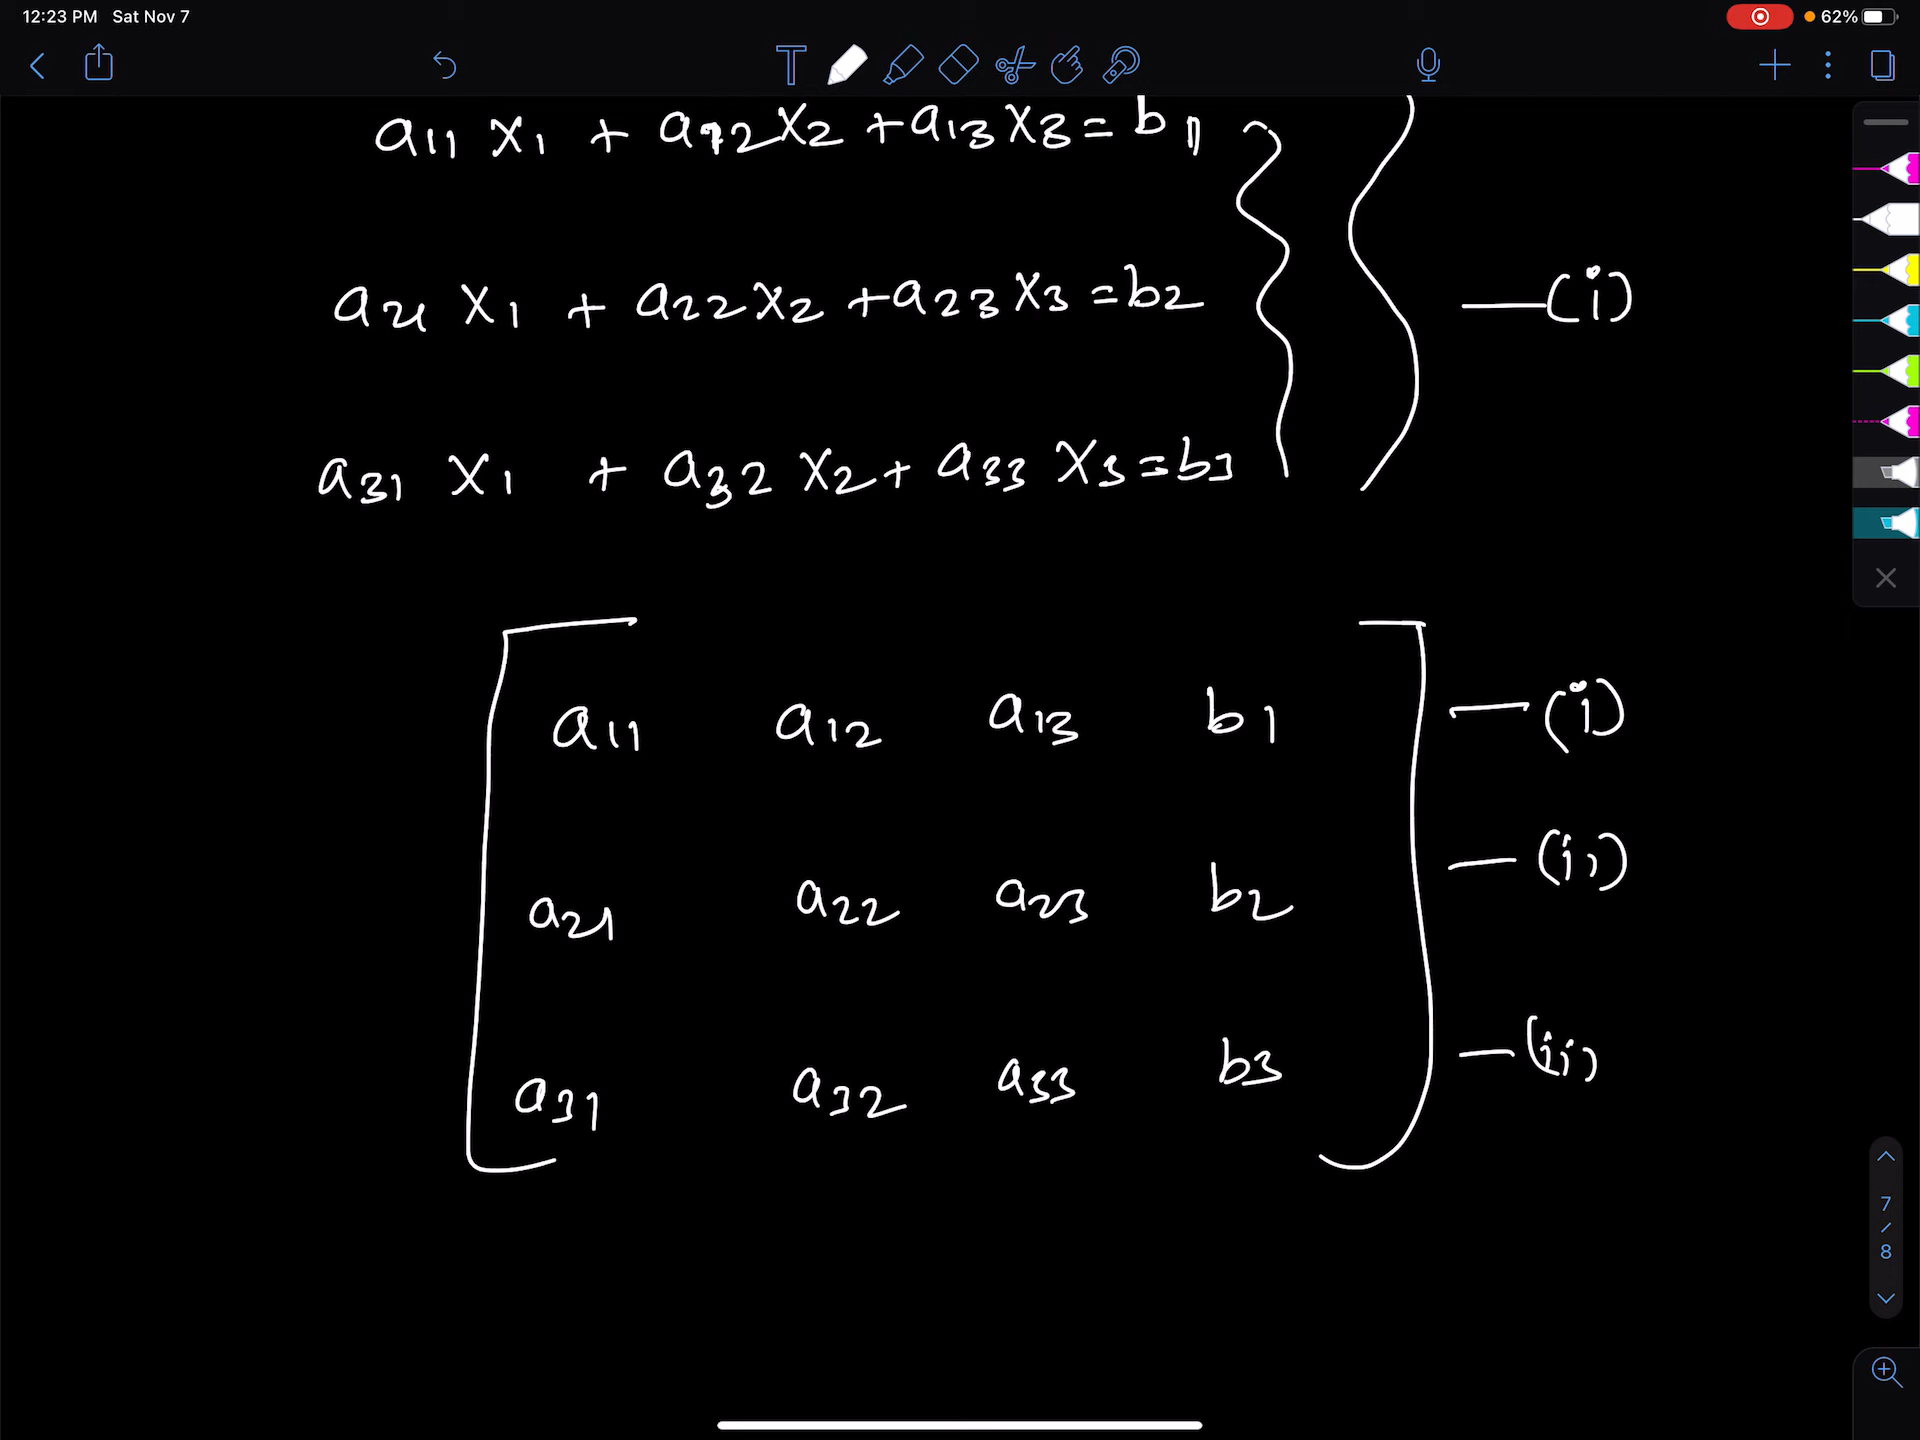 12:23 PM Sat Nov 7 62%
a11 x1 + a12 x2 + a13 x3 = b1
a21 x1 + a22 x2 + a23 x3 = b2 —(i)
a31 x1 + a32 x2 + a33 x3 = b3
a11 a12 a13 b1 —(i)
a21 a22 a23 b2 —(ii)
a31 a32 a33 b3
7
/
8